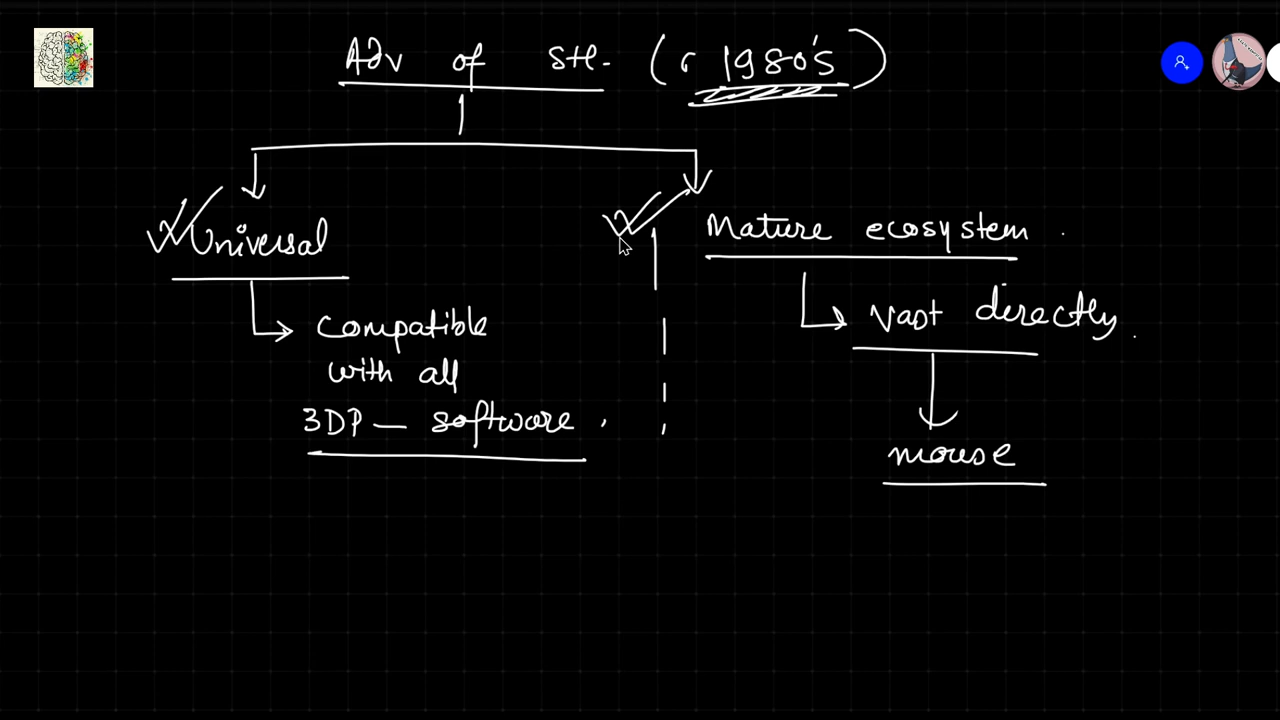 Adv of stl. ( 1980's )
Universal
Mature ecosystem.
compatible
with all
3DP - software.
vast directly.
mouse